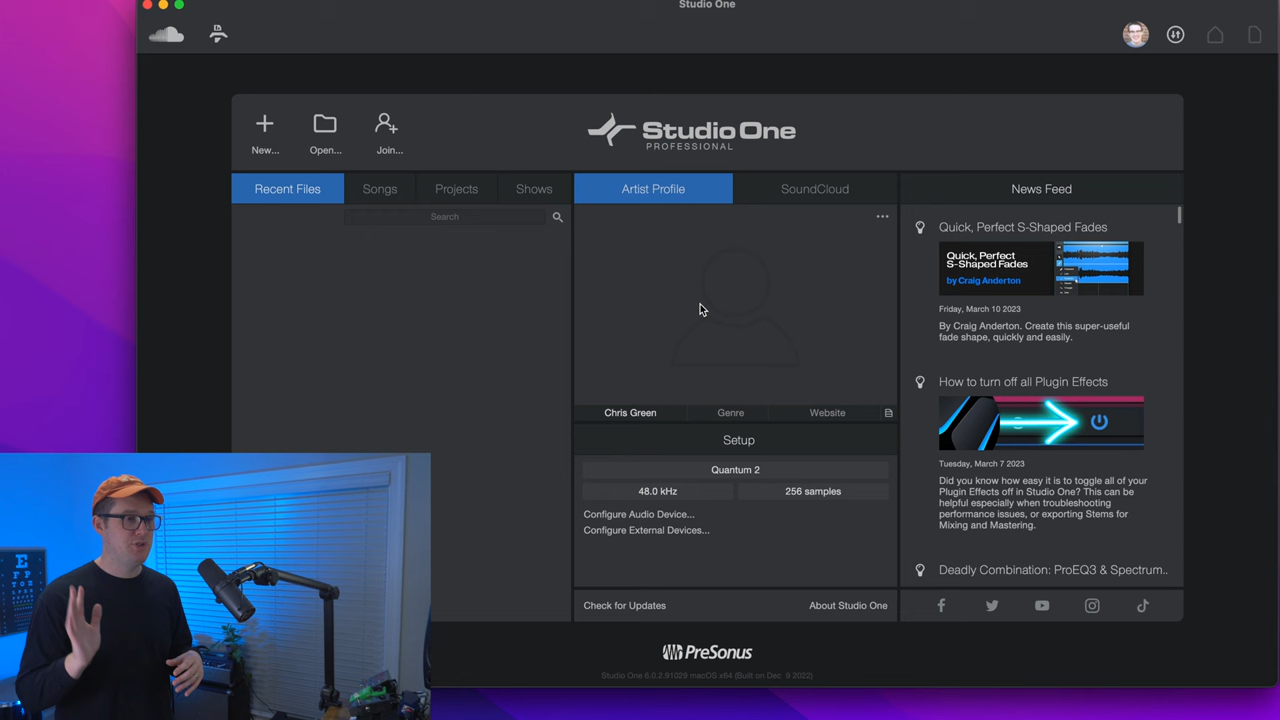 Studio One
New...
Open...
Join...
Studio One
PROFESSIONAL
Recent Files
Songs
Projects
Shows
Artist Profile
SoundCloud
News Feed
Search
Quick, Perfect S-Shaped Fades
Quick, Perfect
S-Shaped Fades
by Craig Anderton
Friday, March 10 2023
By Craig Anderton. Create this super-useful
fade shape, quickly and easily.
How to turn off all Plugin Effects
Tuesday, March 7 2023
Did you know how easy it is to toggle all of your
Plugin Effects off in Studio One? This can be
helpful especially when troubleshooting
performance issues, or exporting Stems for
Mixing and Mastering.
Deadly Combination: ProEQ3 & Spectrum..
Chris Green
Genre
Website
Setup
Quantum 2
48.0 kHz
256 samples
Configure Audio Device...
Configure External Devices...
Check for Updates
About Studio One
PreSonus
Studio One 6.0.2.91029 macOS x64 (Built on Dec 9 2022)
E
F P
T O Z